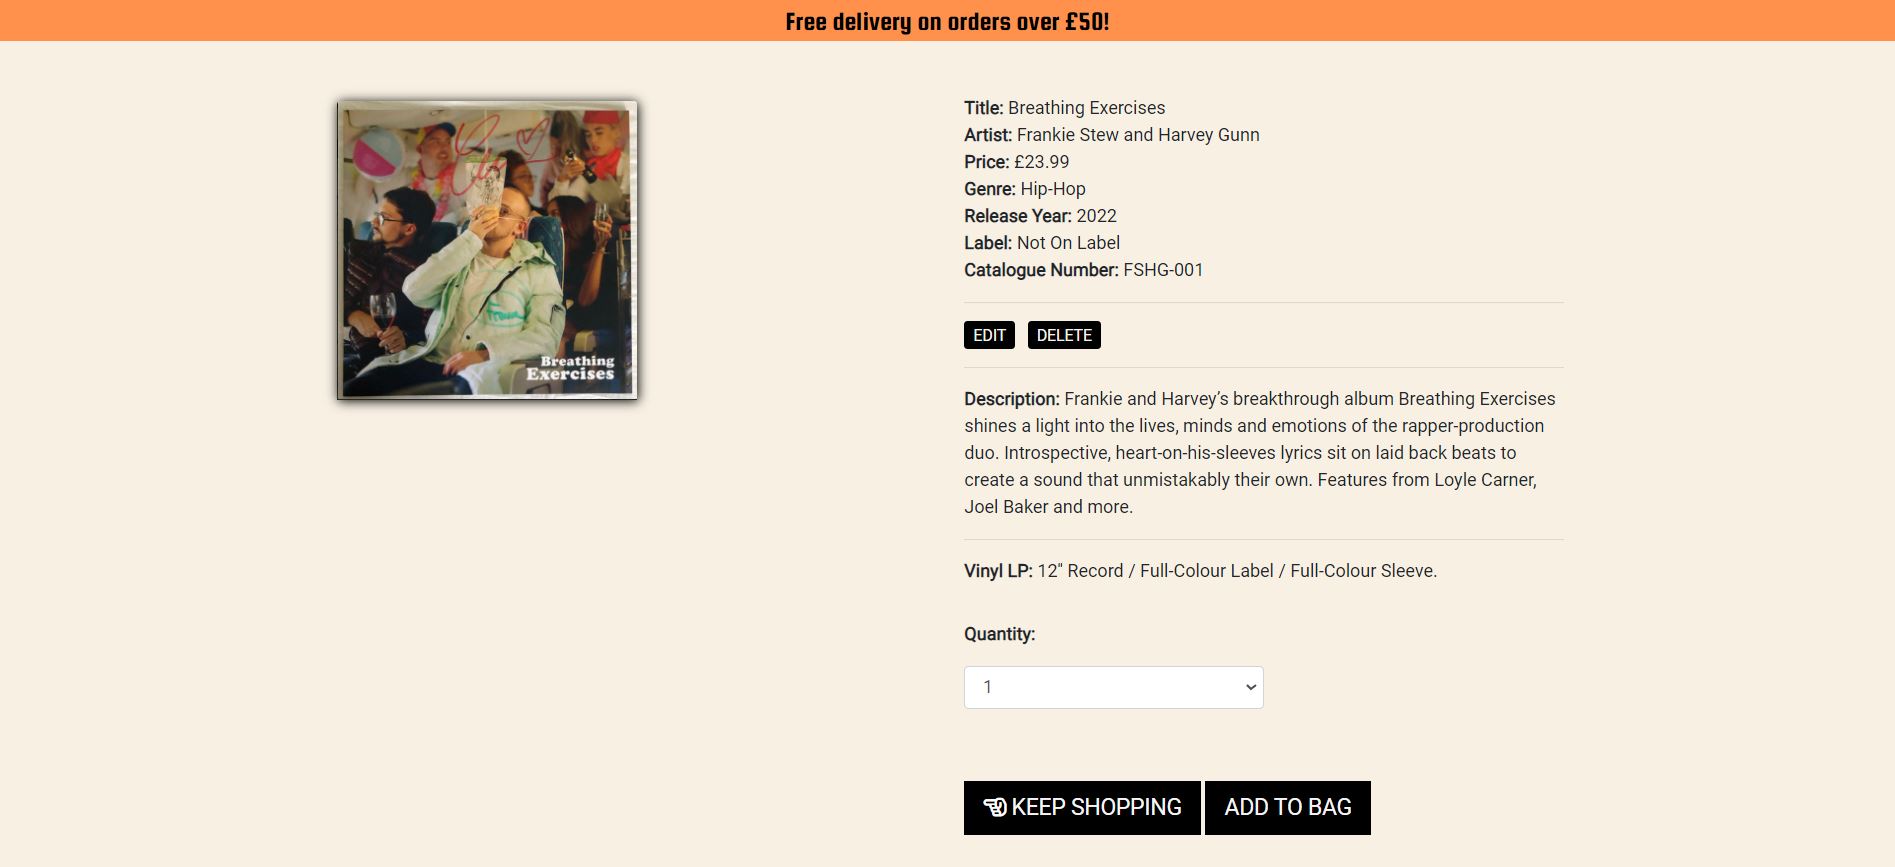 Free delivery on orders over £50!
Breathing
Exercises
Title: Breathing Exercises
Artist: Frankie Stew and Harvey Gunn
Price: £23.99
Genre: Hip-Hop
Release Year: 2022
Label: Not On Label
Catalogue Number: FSHG-001
EDIT DELETE
Description: Frankie and Harvey’s breakthrough album Breathing Exercises
shines a light into the lives, minds and emotions of the rapper-production
duo. Introspective, heart-on-his-sleeves lyrics sit on laid back beats to
create a sound that unmistakably their own. Features from Loyle Carner,
Joel Baker and more.
Vinyl LP: 12" Record / Full-Colour Label / Full-Colour Sleeve.
Quantity:
1
KEEP SHOPPING ADD TO BAG